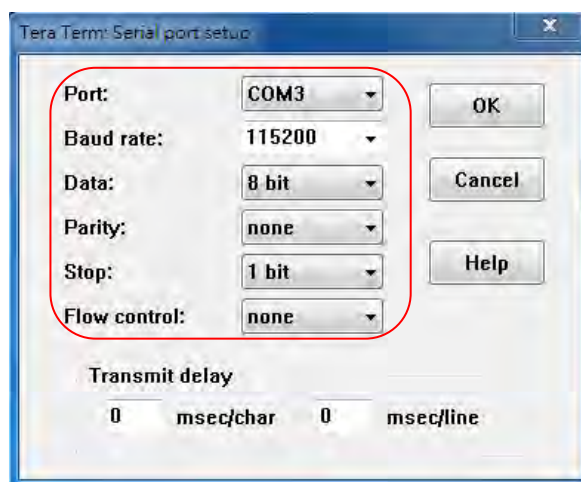 Tera Term: Serial port setup
Port: COM3 OK
Baud rate: 115200
Data: 8 bit Cancel
Parity: none
Stop: 1 bit Help
Flow control: none
Transmit delay
0 msec/char 0 msec/line